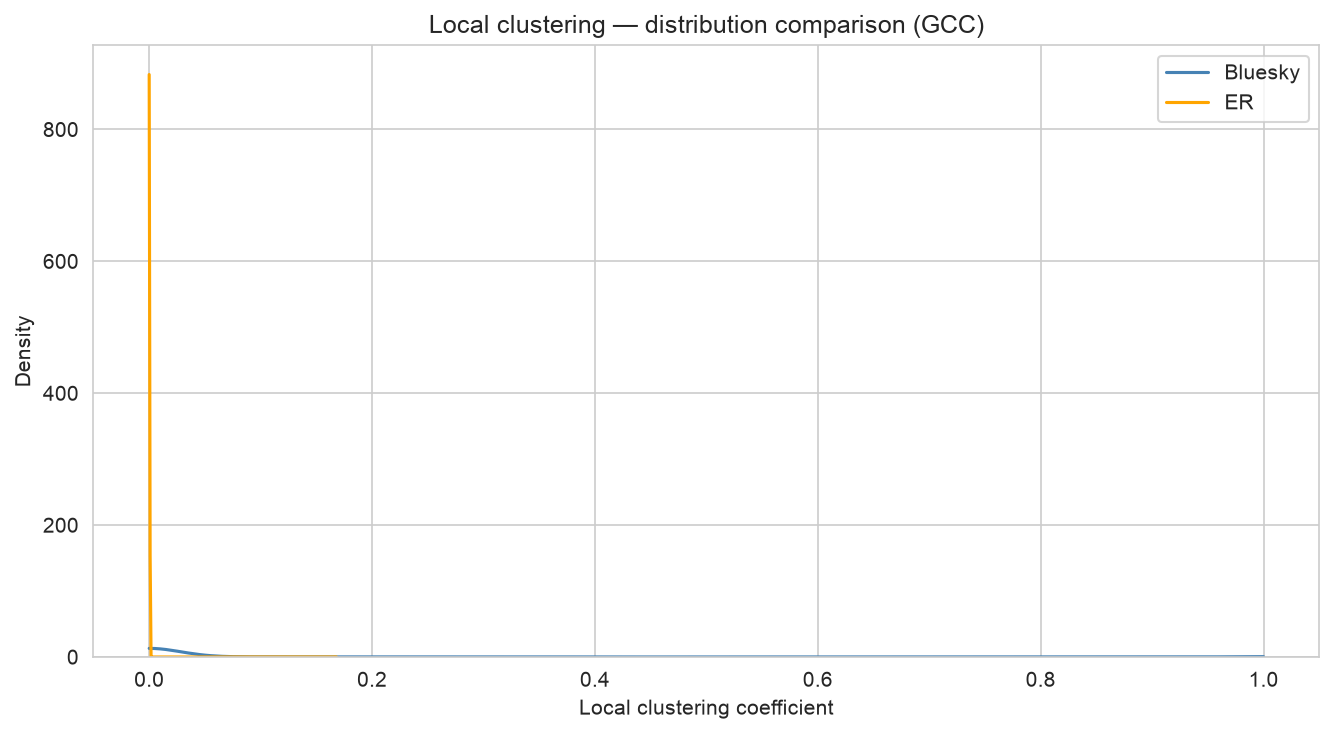 Local clustering — distribution comparison (GCC)
Bluesky
ER
Density
800
600
400
200
0
0.0 0.2 0.4 0.6 0.8 1.0
Local clustering coefficient